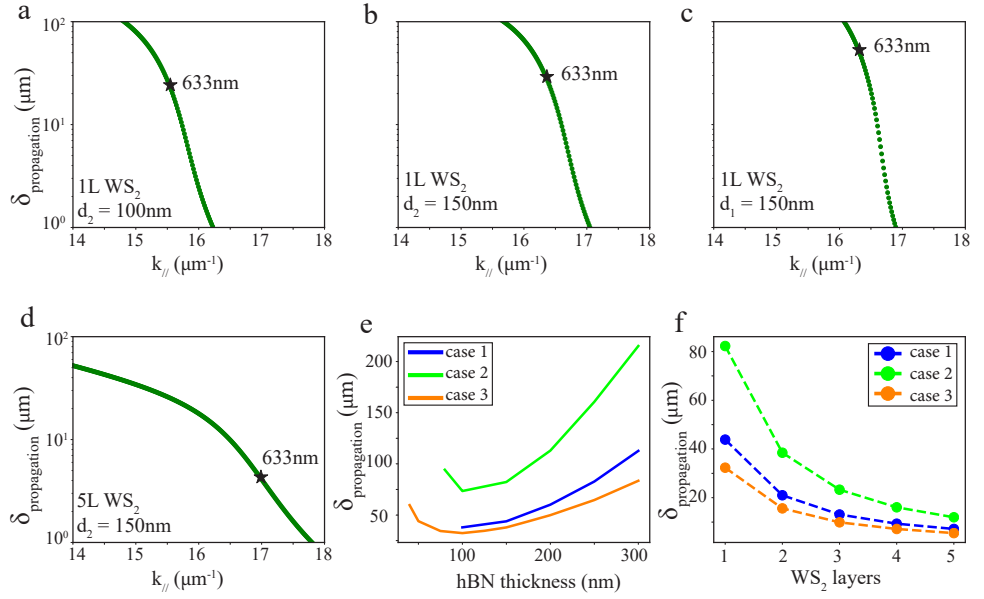 a
10²
10¹
10⁰
δpropagation (μm)
633nm
1L WS₂
d₂ = 100nm
14 15 16 17 18
k// (μm⁻¹)
b
633nm
1L WS₂
d₂ = 150nm
14 15 16 17 18
k// (μm⁻¹)
c
633nm
1L WS₂
d₁ = 150nm
14 15 16 17 18
k// (μm⁻¹)
d
10²
10¹
10⁰
δpropagation (μm)
633nm
5L WS₂
d₂ = 150nm
14 15 16 17 18
k// (μm⁻¹)
e
200
150
100
50
δpropagation (μm)
case 1
case 2
case 3
100 200 300
hBN thickness (nm)
f
80
60
40
20
δpropagation (μm)
case 1
case 2
case 3
1 2 3 4 5
WS₂ layers